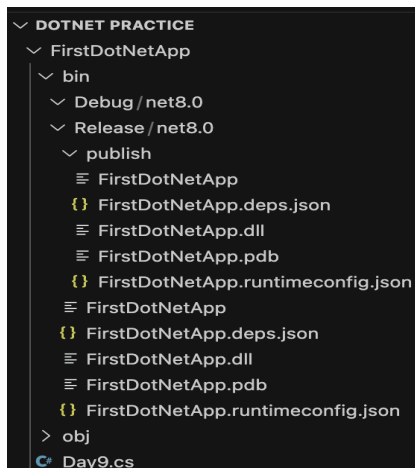 DOTNET PRACTICE
FirstDotNetApp
bin
Debug/net8.0
Release/net8.0
publish
FirstDotNetApp
{} FirstDotNetApp.deps.json
FirstDotNetApp.dll
FirstDotNetApp.pdb
{} FirstDotNetApp.runtimeconfig.json
FirstDotNetApp
{} FirstDotNetApp.deps.json
FirstDotNetApp.dll
FirstDotNetApp.pdb
{} FirstDotNetApp.runtimeconfig.json
obj
C# Day9.cs